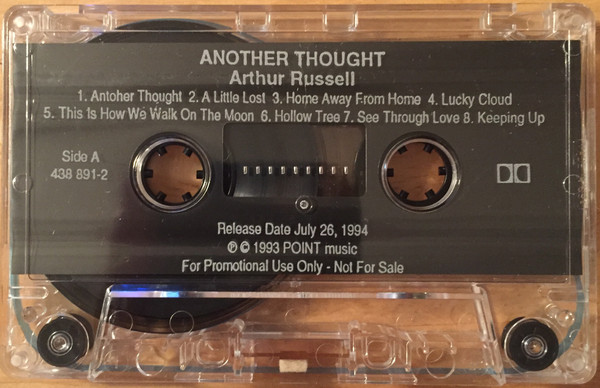 ANOTHER THOUGHT
Arthur Russell
1. Antoher Thought 2. A Little Lost 3. Home Away From Home 4. Lucky Cloud
5. This Is How We Walk On The Moon 6. Hollow Tree 7. See Through Love 8. Keeping Up
Side A
438 891-2
Release Date July 26, 1994
℗ © 1993 POINT music
For Promotional Use Only - Not For Sale